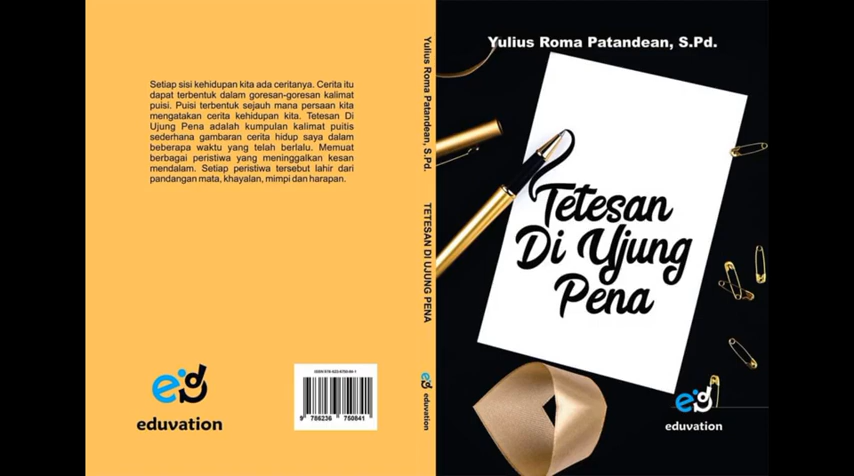 Setiap sisi kehidupan kita ada ceritanya. Cerita itu
dapat terbentuk dalam goresan-goresan kalimat
puisi. Puisi terbentuk sejauh mana persaan kita
mengatakan cerita kehidupan kita. Tetesan Di
Ujung Pena adalah kumpulan kalimat puitis
sederhana gambaran cerita hidup saya dalam
beberapa waktu yang telah berlalu. Memuat
berbagai peristiwa yang meninggalkan kesan
mendalam. Setiap peristiwa tersebut lahir dari
pandangan mata, khayalan, mimpi dan harapan.
eduvation
9 786236 750841
Yulius Roma Patandean, S.Pd.
TETESAN DI UJUNG PENA
eduvation
Yulius Roma Patandean, S.Pd.
Tetesan
Di Ujung
Pena
eduvation